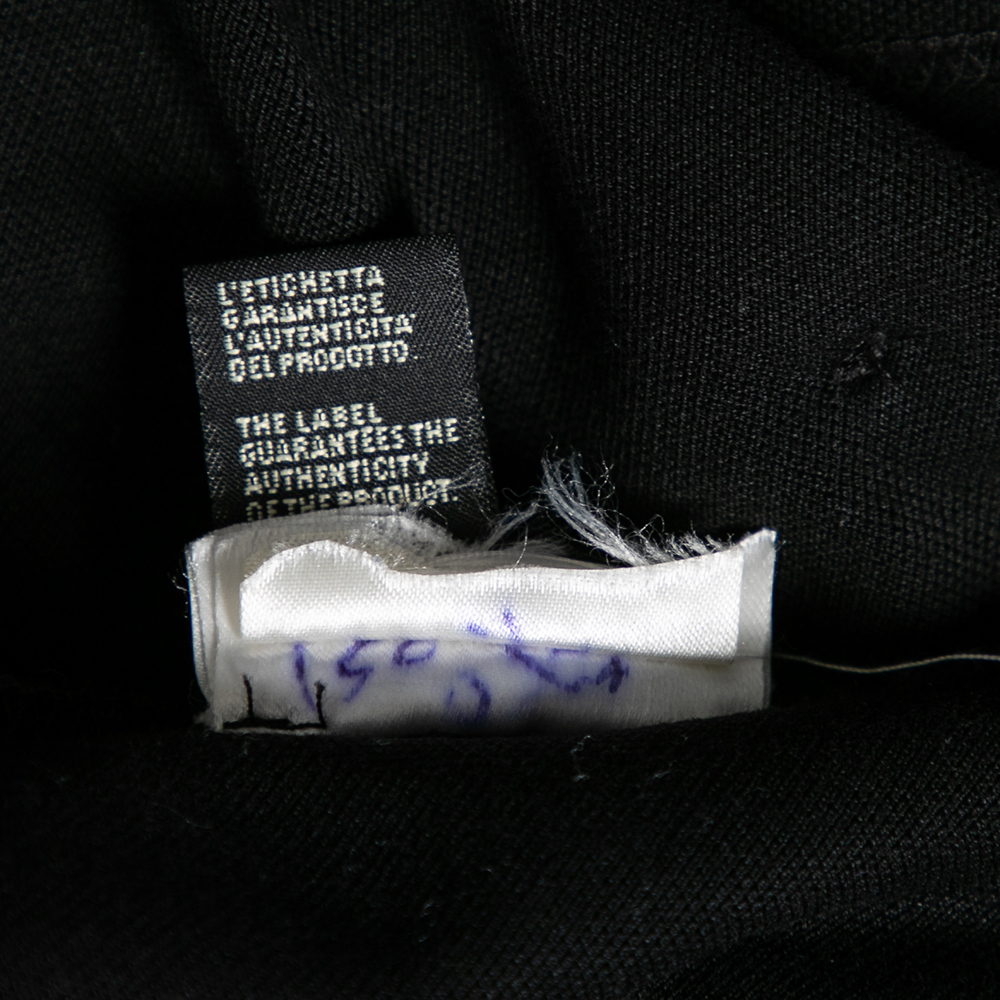 L'ETICHETTA
GARANTISCE
L'AUTENTICITA'
DEL PRODOTTO.
THE LABEL
GUARANTEES THE
AUTHENTICITY
OF THE PRODUCT.